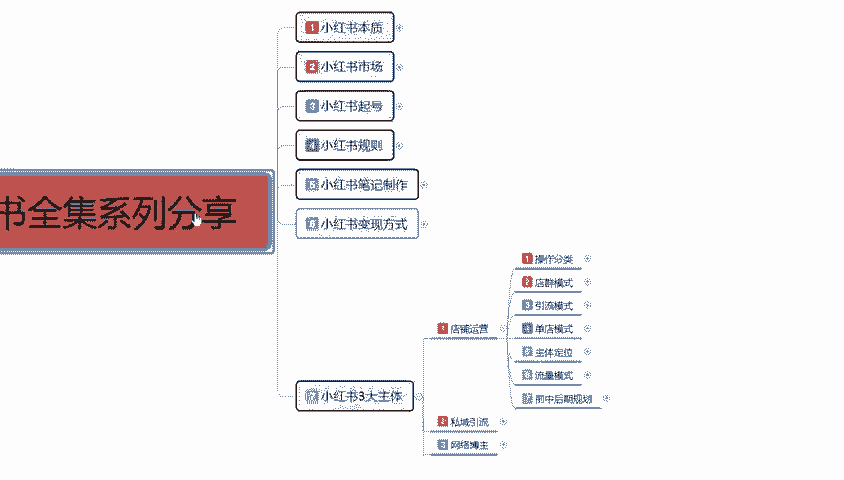 书全集系列分享
1 小红书本质
2 小红书市场
3 小红书起号
4 小红书规则
5 小红书笔记制作
6 小红书变现方式
7 小红书3大主体
1 店铺运营
1 操作分类
2 店群模式
3 引流模式
4 单店模式
5 主体定位
6 流量模式
7 前中后期规划
2 私域引流
3 网络博主